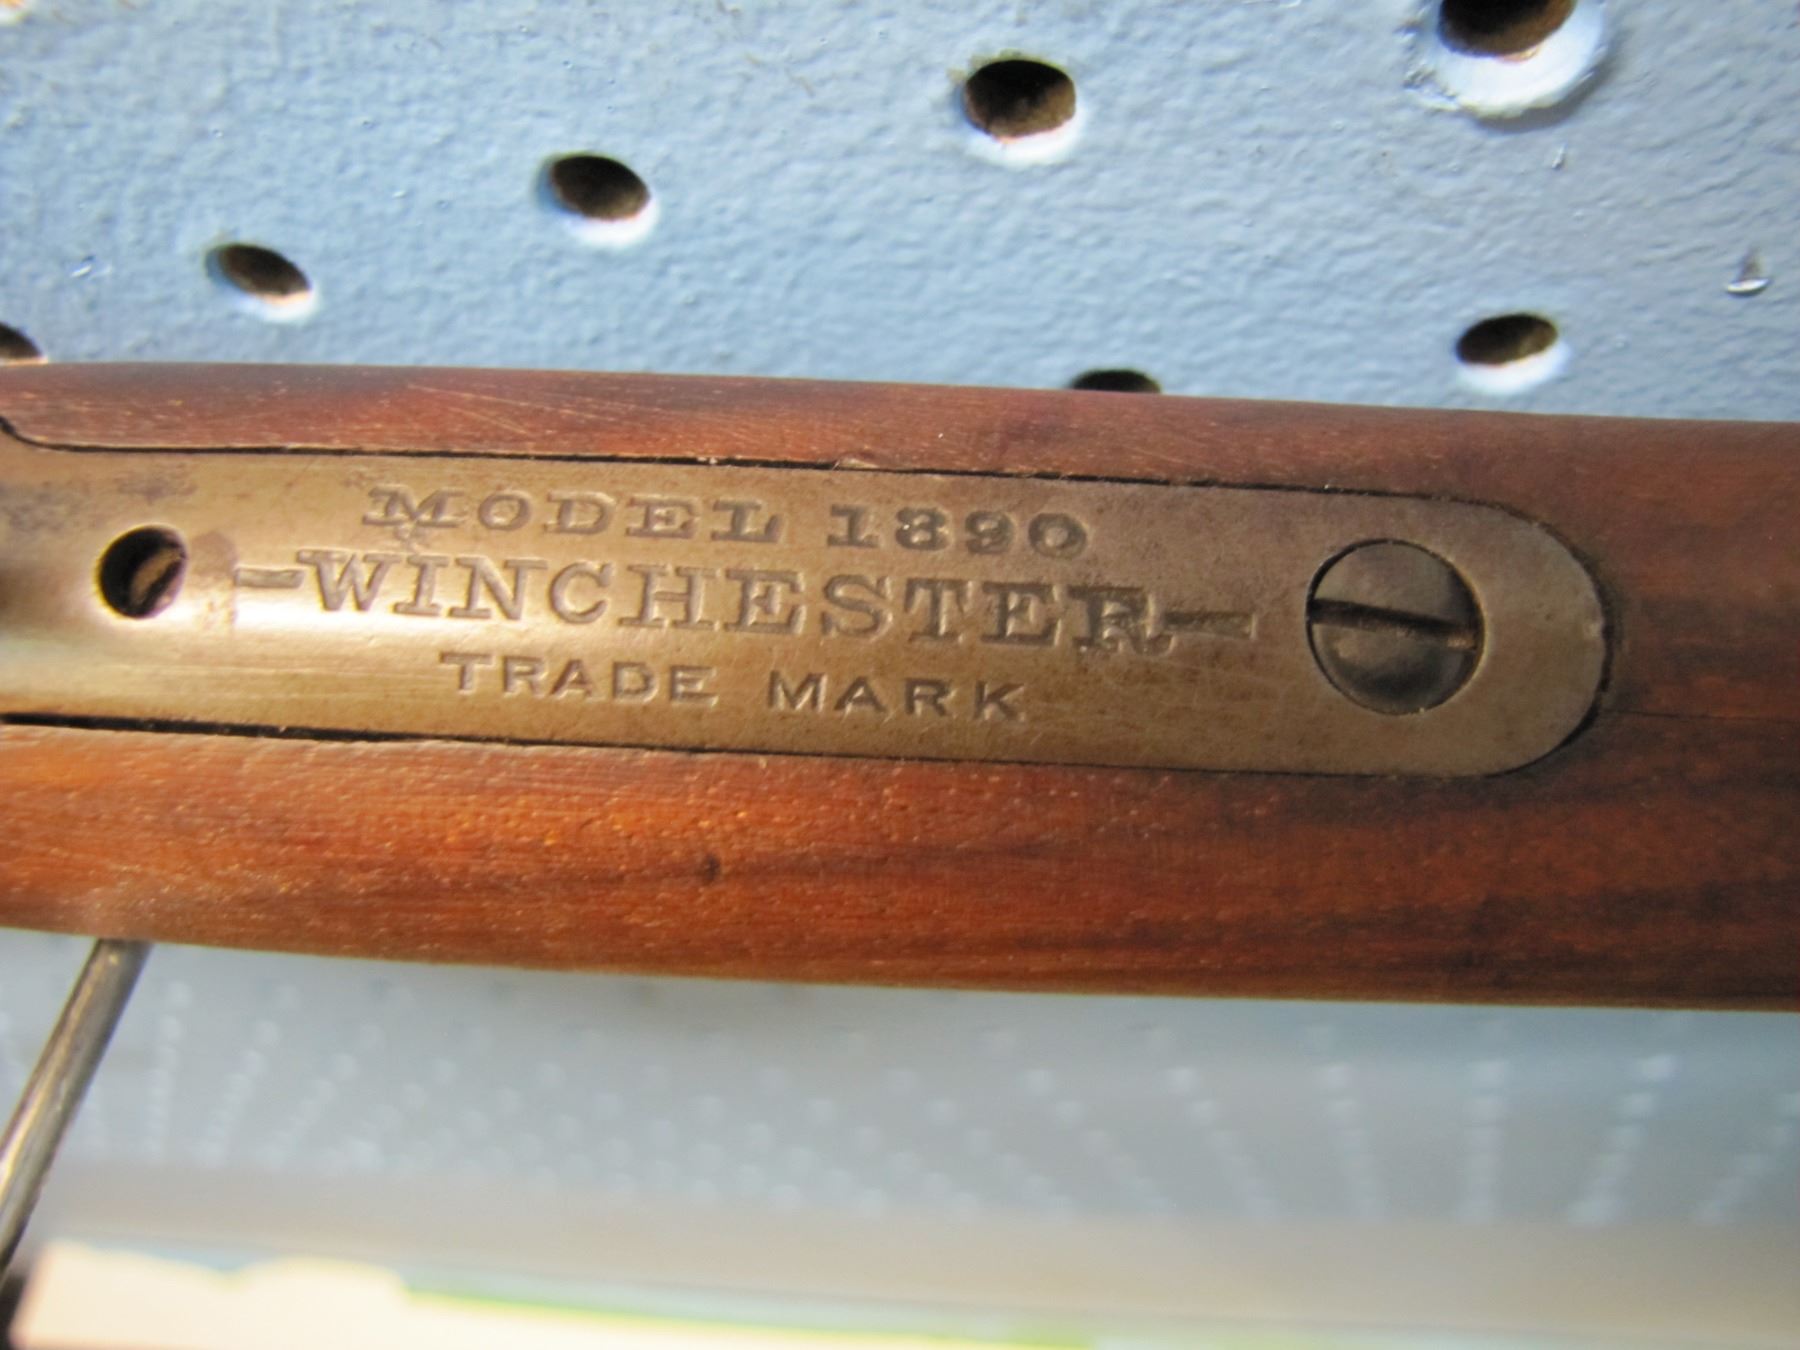 MODEL 1890
-WINCHESTER-
TRADE MARK